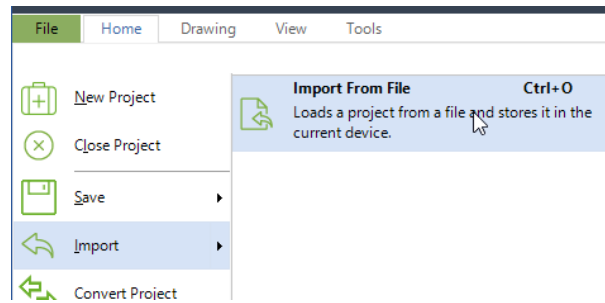 File Home Drawing View Tools
New Project
Close Project
Save
Import
Convert Project
Import From File Ctrl+O
Loads a project from a file and stores it in the
current device.